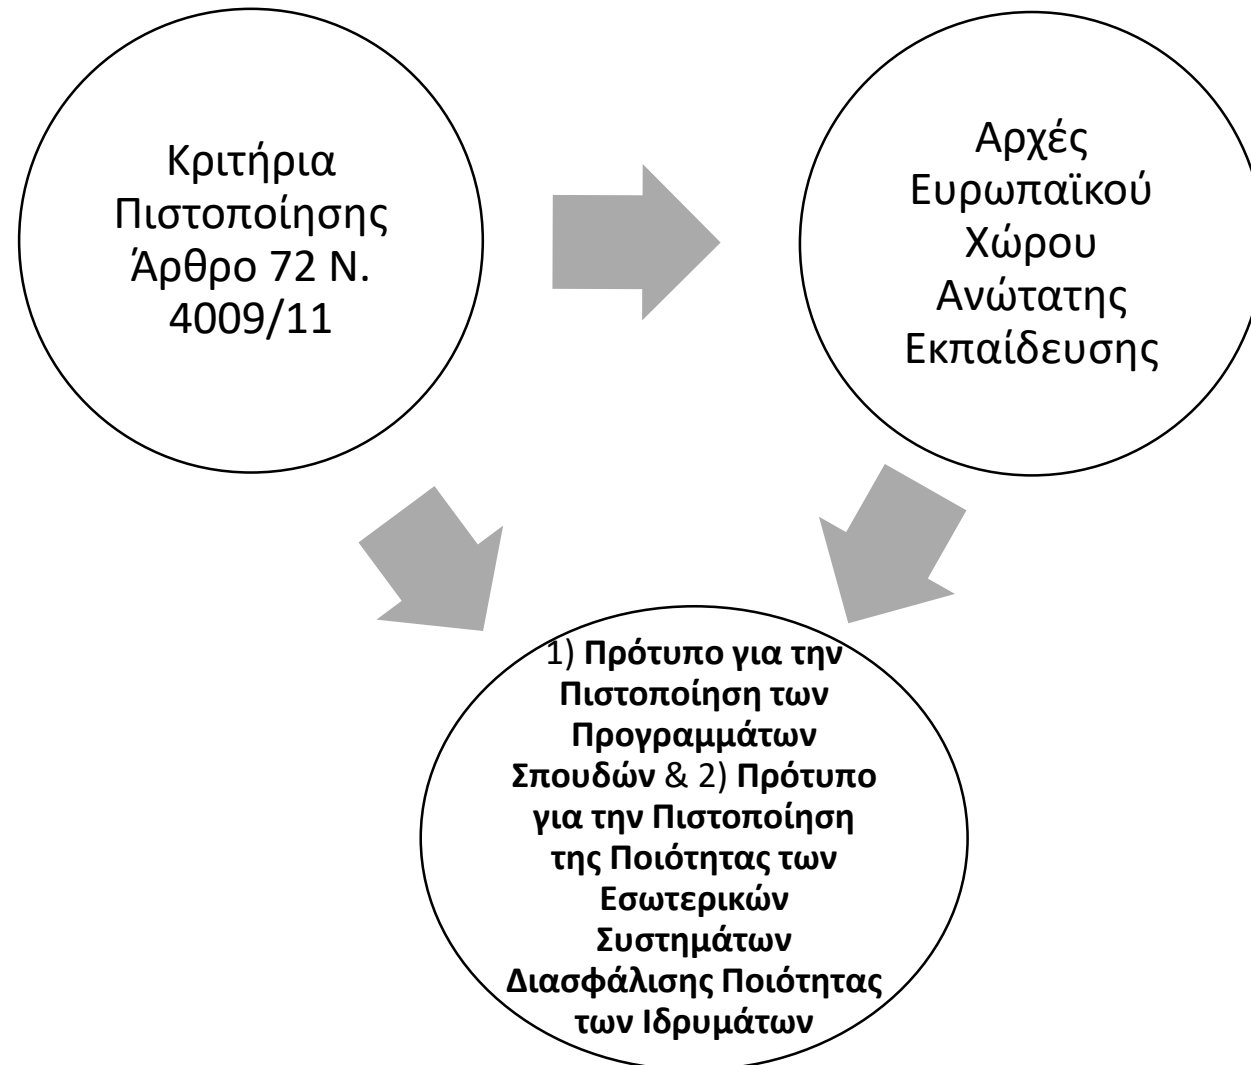 Κριτήρια
Πιστοποίησης
Άρθρο 72 Ν.
4009/11
Αρχές
Ευρωπαϊκού
Χώρου
Ανώτατης
Εκπαίδευσης
1) Πρότυπο για την
Πιστοποίηση των
Προγραμμάτων
Σπουδών & 2) Πρότυπο
για την Πιστοποίηση
της Ποιότητας των
Εσωτερικών
Συστημάτων
Διασφάλισης Ποιότητας
των Ιδρυμάτων